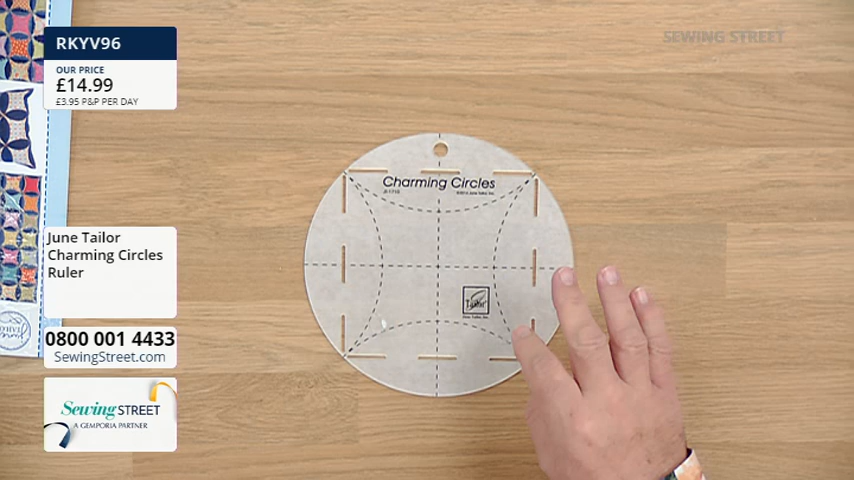 RKYV96
OUR PRICE
£14.99
£3.95 P&P PER DAY
SEWING STREET
Charming Circles
Tailor
June Tailor
Charming Circles
Ruler
0800 001 4433
SewingStreet.com
Sewing STREET
A GEMPORIA PARTNER